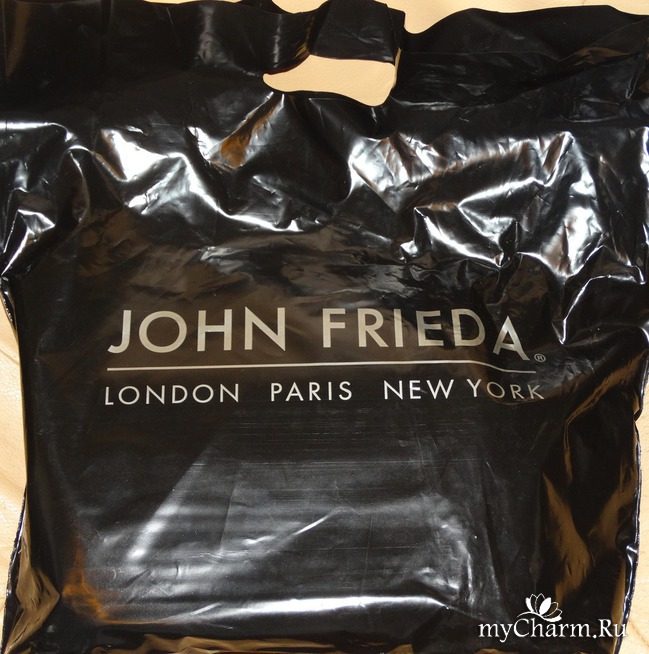 JOHN FRIEDA®
LONDON PARIS NEW YORK
myCharm.Ru